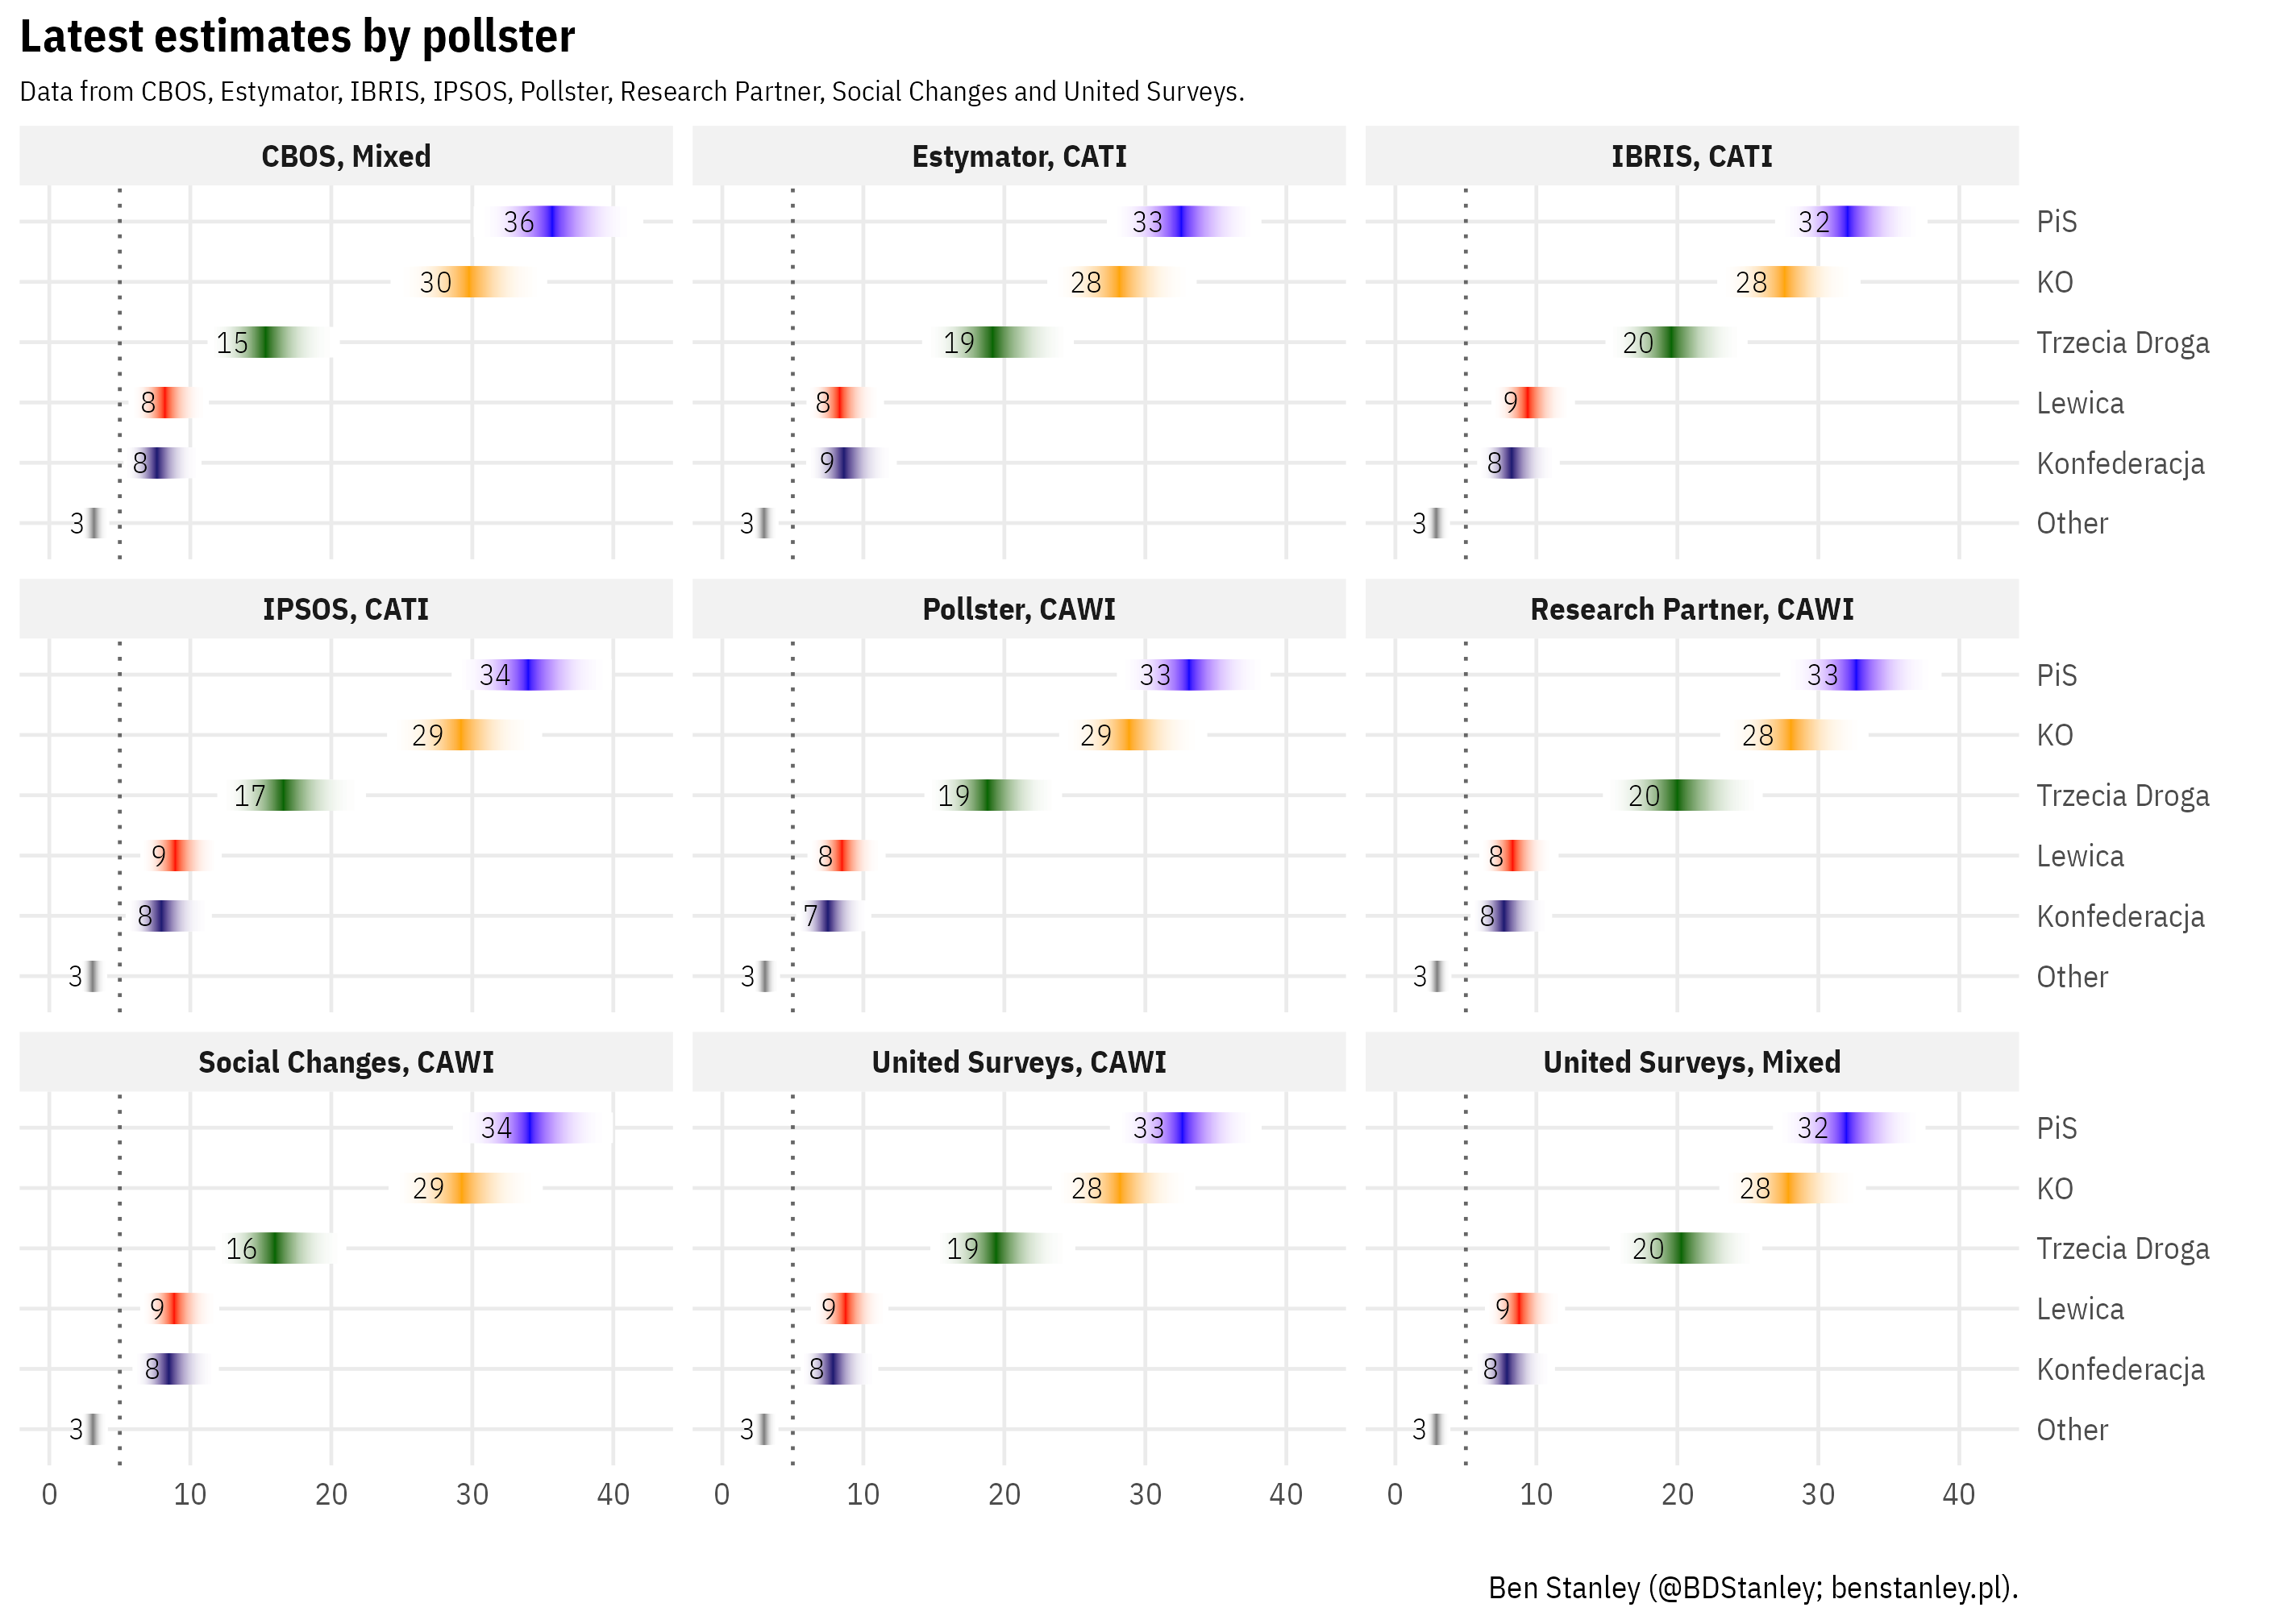 Latest estimates by pollster
Data from CBOS, Estymator, IBRIS, IPSOS, Pollster, Research Partner, Social Changes and United Surveys.
CBOS, Mixed
Estymator, CATI
IBRIS, CATI
36 33 32 PiS
30 28 28 KO
15 19 20 Trzecia Droga
8 8 9 Lewica
8 9 8 Konfederacja
3 3 3 Other
IPSOS, CATI
Pollster, CAWI
Research Partner, CAWI
34 33 33 PiS
29 29 28 KO
17 19 20 Trzecia Droga
9 8 8 Lewica
8 7 8 Konfederacja
3 3 3 Other
Social Changes, CAWI
United Surveys, CAWI
United Surveys, Mixed
34 33 32 PiS
29 28 28 KO
16 19 20 Trzecia Droga
9 9 9 Lewica
8 8 8 Konfederacja
3 3 3 Other
0 10 20 30 40 0 10 20 30 40 0 10 20 30 40
Ben Stanley (@BDStanley; benstanley.pl).